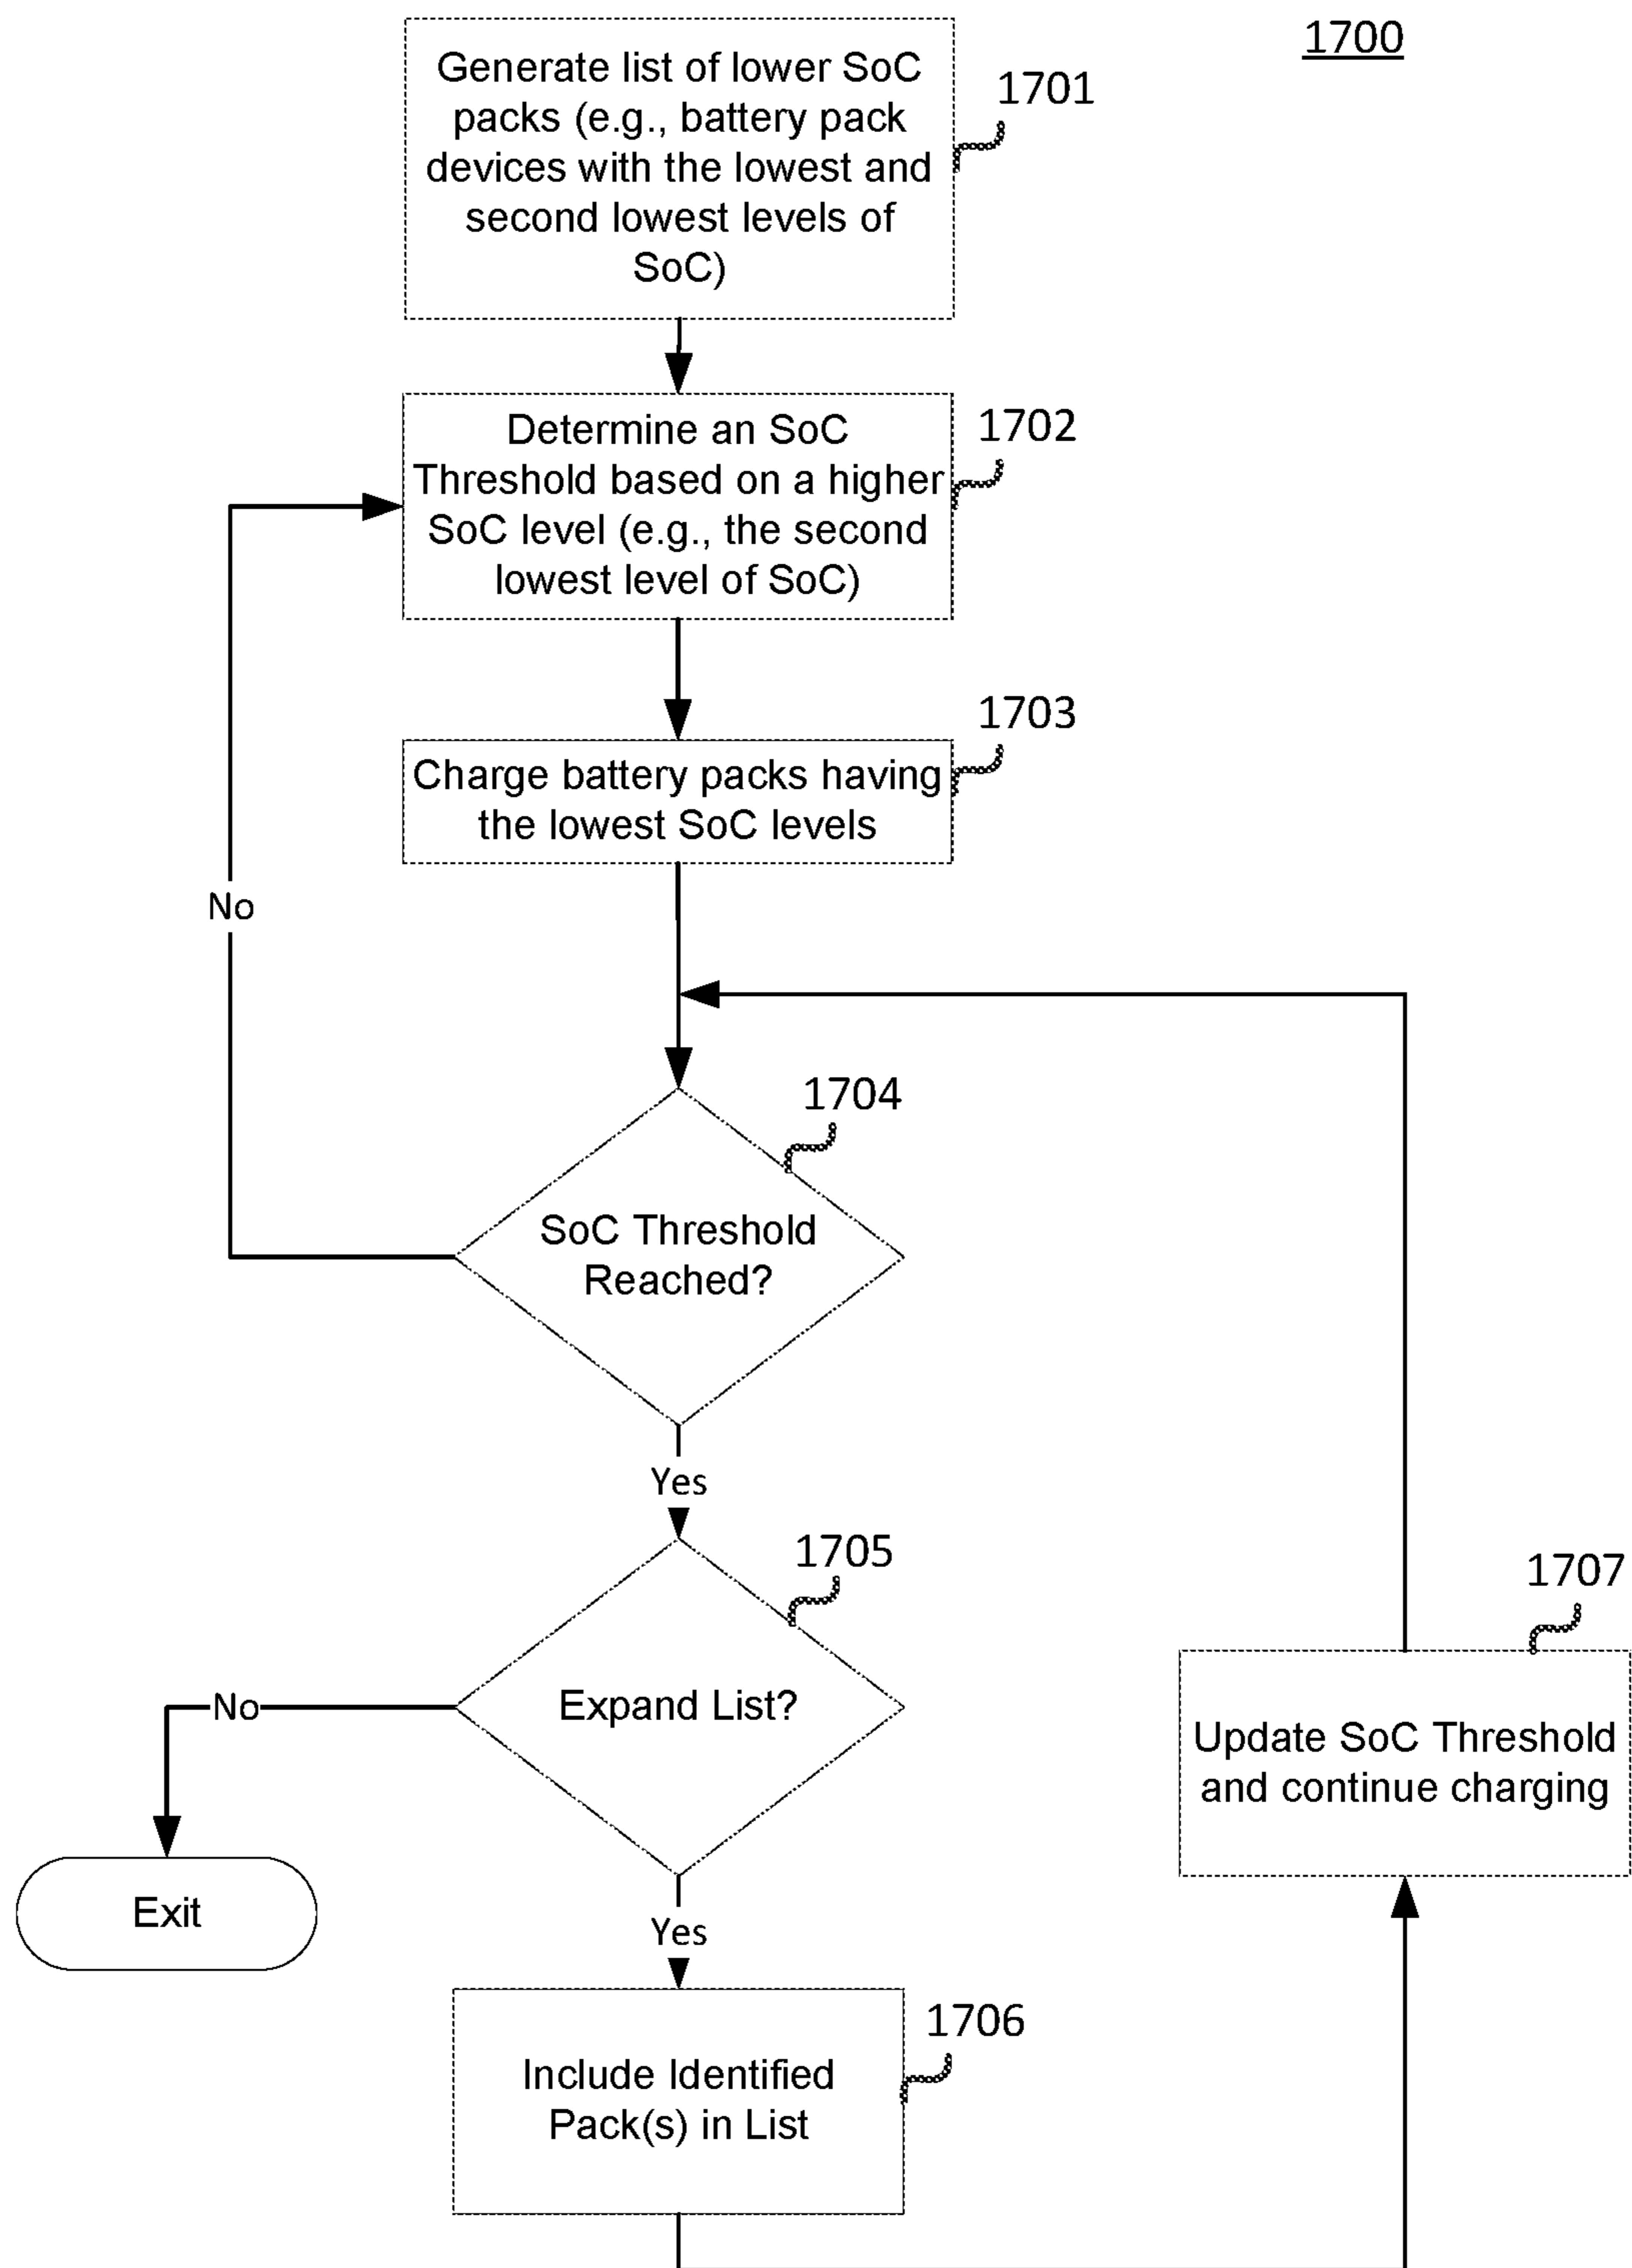 1700
Generate list of lower SoC
packs (e.g., battery pack
devices with the lowest and
second lowest levels of
SoC)
1701
Determine an SoC
Threshold based on a higher
SoC level (e.g., the second
lowest level of SoC)
1702
Charge battery packs having
the lowest SoC levels
1703
No
1704
SoC Threshold
Reached?
Yes
1705
Expand List?
No
Exit
Yes
1706
Include Identified
Pack(s) in List
1707
Update SoC Threshold
and continue charging